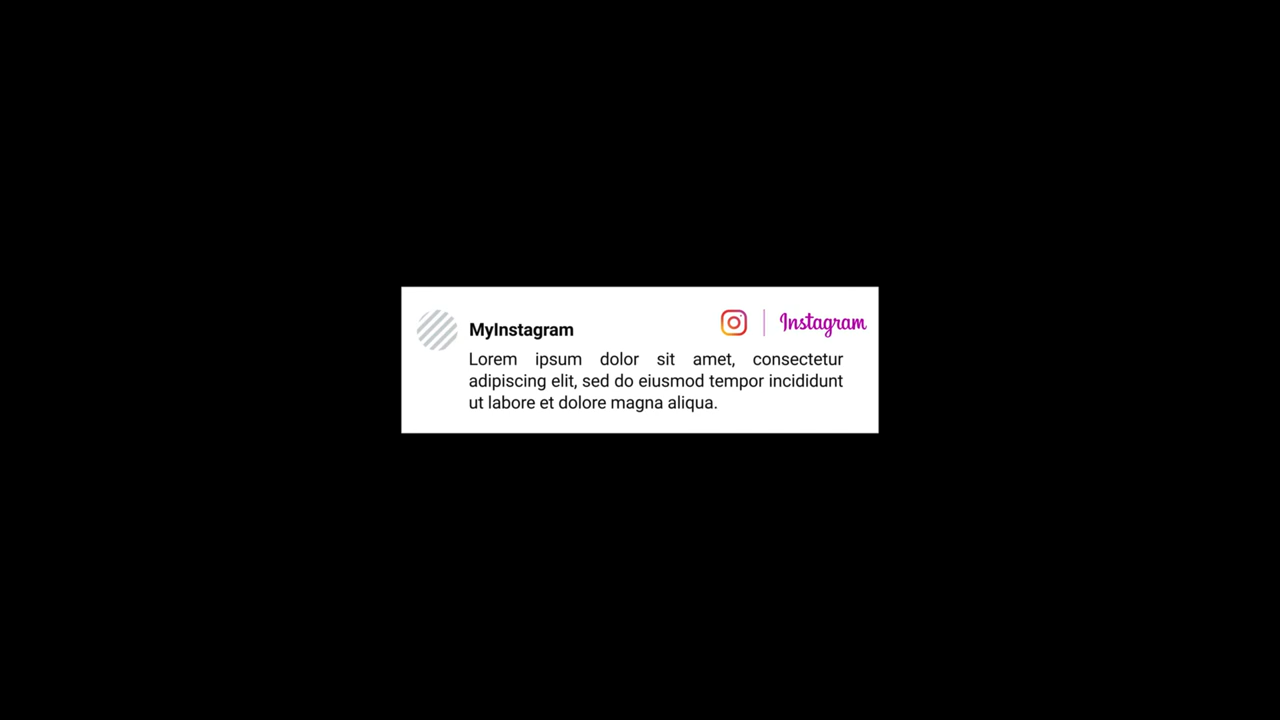 MyInstagram
Instagram
Lorem ipsum dolor sit amet, consectetur
adipiscing elit, sed do eiusmod tempor incididunt
ut labore et dolore magna aliqua.